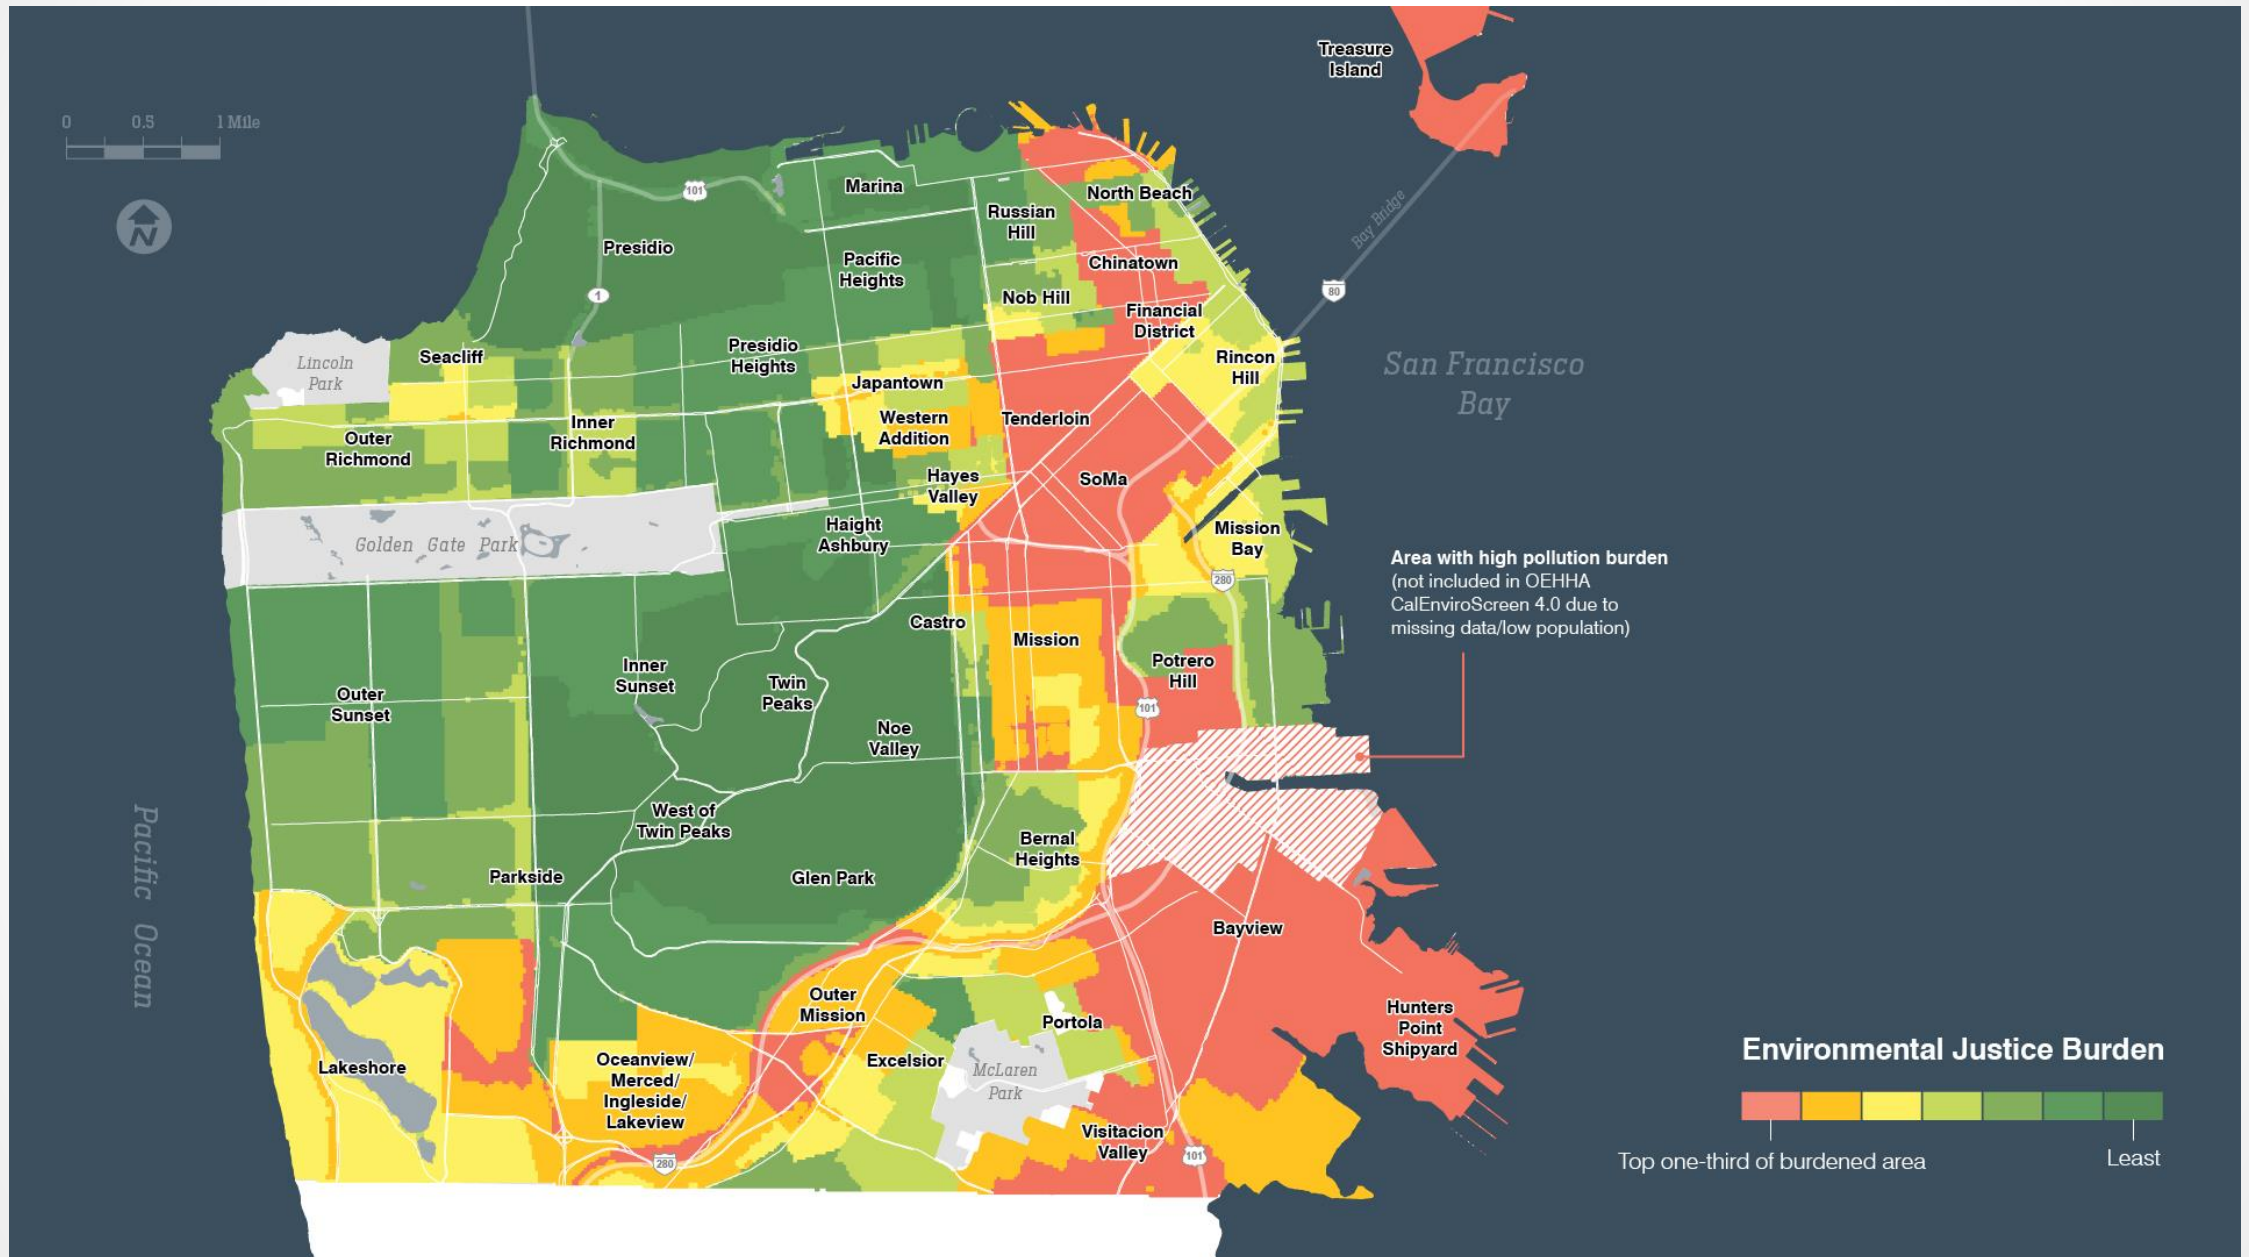 Treasure
Island
0 0.5 1 Mile
N
101
Marina
North Beach
Russian
Hill
Bay Bridge
Presidio
Pacific
Heights
Chinatown
1
Nob Hill
80
Financial
District
Presidio
Heights
Seacliff
Lincoln
Park
Rincon
Hill
San Francisco
Bay
Japantown
Western
Addition
Tenderloin
Inner
Richmond
Outer
Richmond
Hayes
Valley
SoMa
Haight
Ashbury
Mission
Bay
Golden Gate Park
280
Area with high pollution burden
(not included in OEHHA
CalEnviroScreen 4.0 due to
missing data/low population)
Castro
Mission
Inner
Sunset
Potrero
Hill
Twin
Peaks
Outer
Sunset
101
Noe
Valley
West of
Twin Peaks
Bernal
Heights
Parkside
Glen Park
Pacific Ocean
Bayview
Outer
Mission
Portola
Hunters
Point
Shipyard
Lakeshore
Oceanview/
Merced/
Ingleside/
Lakeview
Excelsior
McLaren
Park
Visitacion
Valley
280
101
Environmental Justice Burden
Top one-third of burdened area
Least